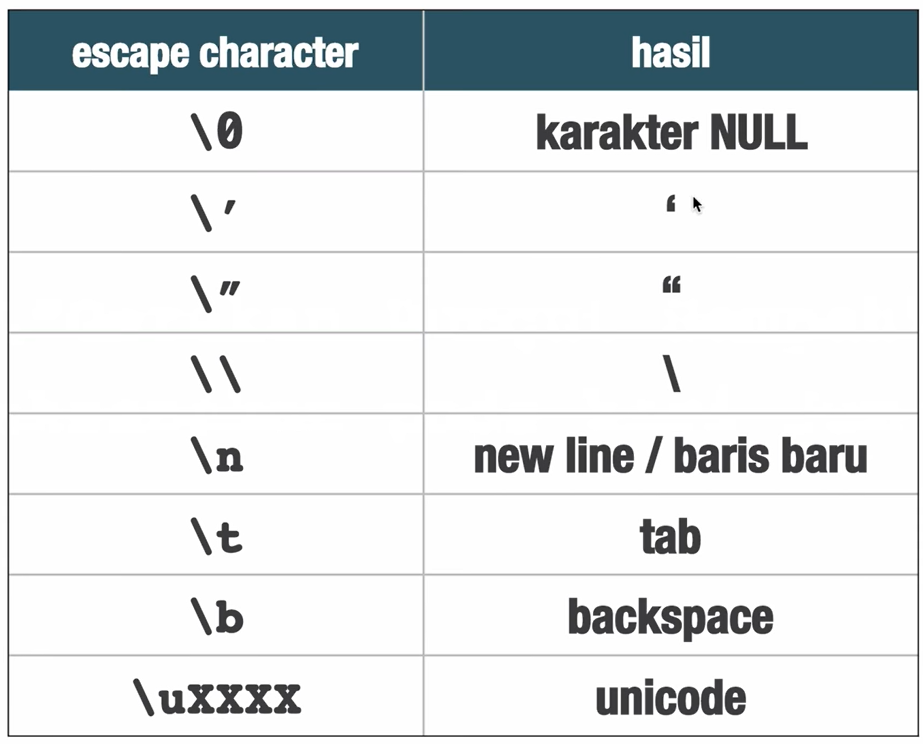 escape character hasil
\0 karakter NULL
\’ ‘
\” “
\\ \
\n new line / baris baru
\t tab
\b backspace
\uXXXX unicode